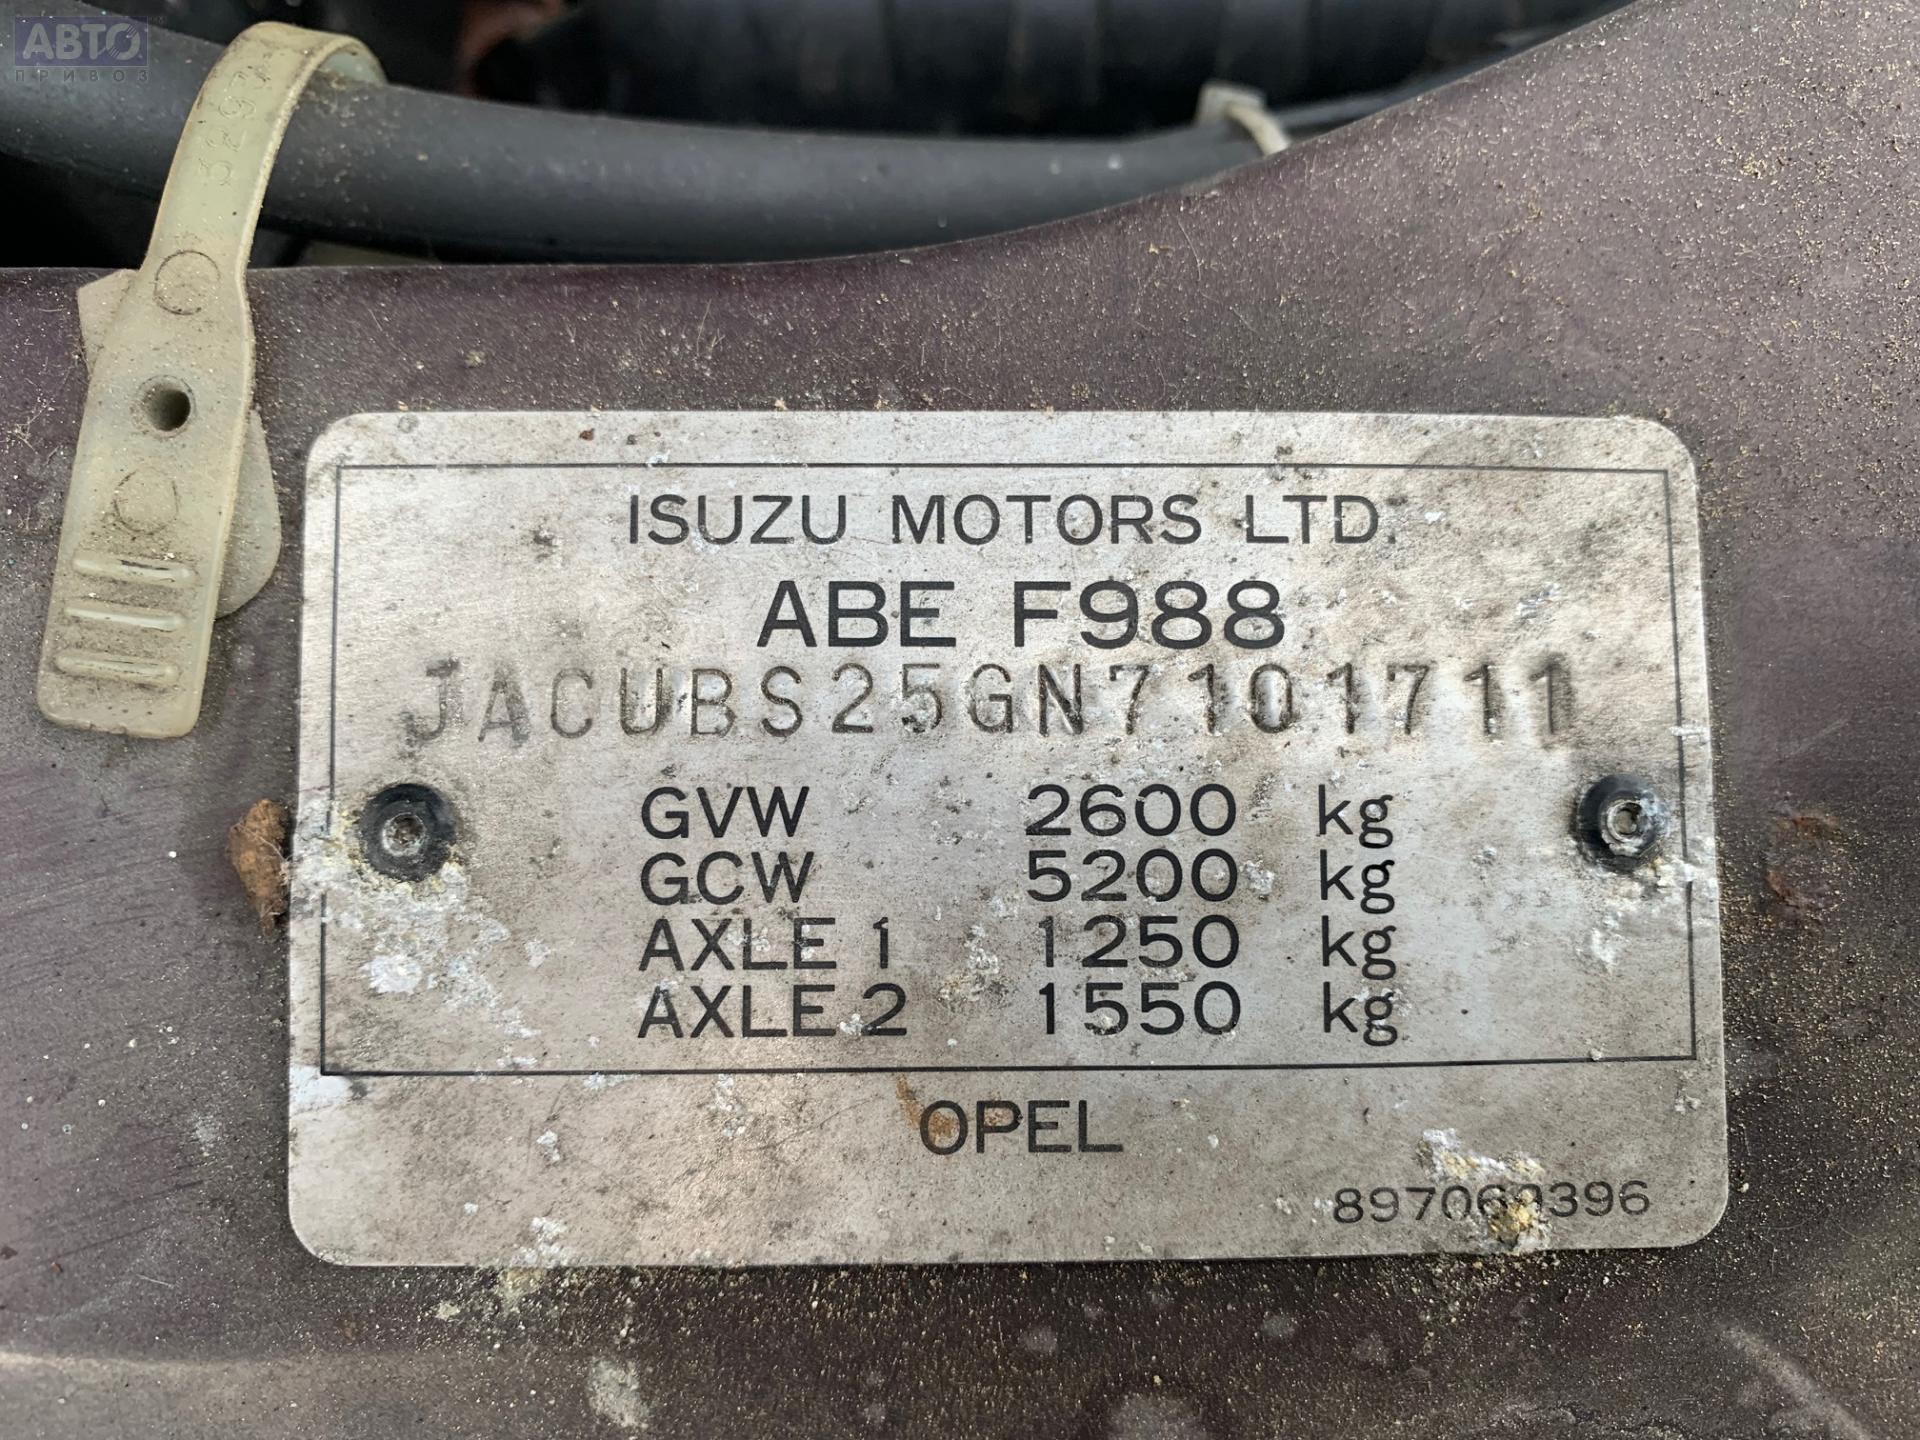 АВТО
ПРИВОЗ
ISUZU MOTORS LTD.
ABE F988
JACUBS25GN7101711
GVW 2600 kg
GCW 5200 kg
AXLE 1 1250 kg
AXLE 2 1550 kg
OPEL